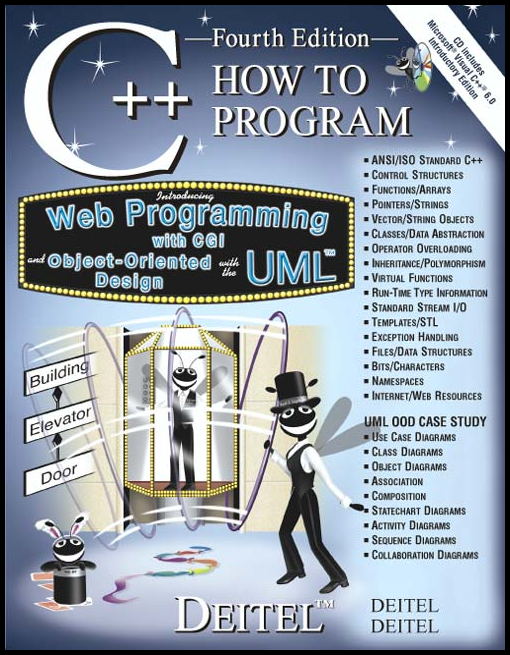 C++
Fourth Edition
HOW TO
PROGRAM
CD includes
Microsoft® Visual C++® 6.0
Introductory Edition
Introducing
Web Programming
with CGI
and Object-Oriented with the UML™
Design
ANSI/ISO STANDARD C++
CONTROL STRUCTURES
FUNCTIONS/ARRAYS
POINTERS/STRINGS
VECTOR/STRING OBJECTS
CLASSES/DATA ABSTRACTION
OPERATOR OVERLOADING
INHERITANCE/POLYMORPHISM
VIRTUAL FUNCTIONS
RUN-TIME TYPE INFORMATION
STANDARD STREAM I/O
TEMPLATES/STL
EXCEPTION HANDLING
FILES/DATA STRUCTURES
BITS/CHARACTERS
NAMESPACES
INTERNET/WEB RESOURCES
UML OOD CASE STUDY
USE CASE DIAGRAMS
CLASS DIAGRAMS
OBJECT DIAGRAMS
ASSOCIATION
COMPOSITION
STATECHART DIAGRAMS
ACTIVITY DIAGRAMS
SEQUENCE DIAGRAMS
COLLABORATION DIAGRAMS
Building
Elevator
Door
DEITEL™
DEITEL
DEITEL